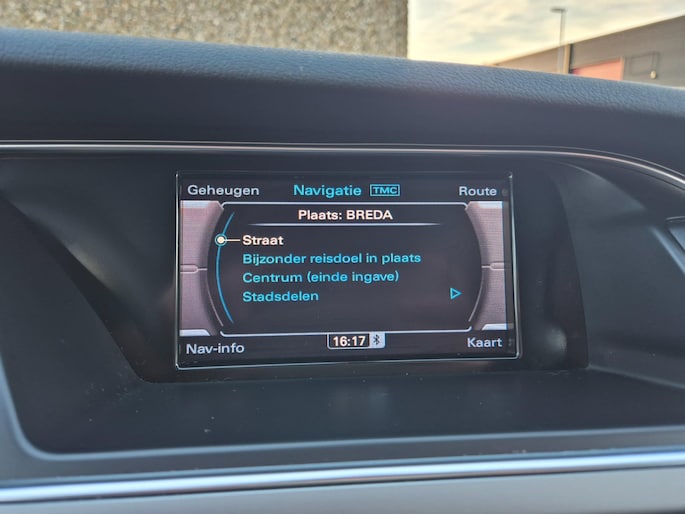 Geheugen Navigatie TMC Route
Plaats: BREDA
Straat
Bijzonder reisdoel in plaats
Centrum (einde ingave)
Stadsdelen
Nav-info 16:17 Kaart